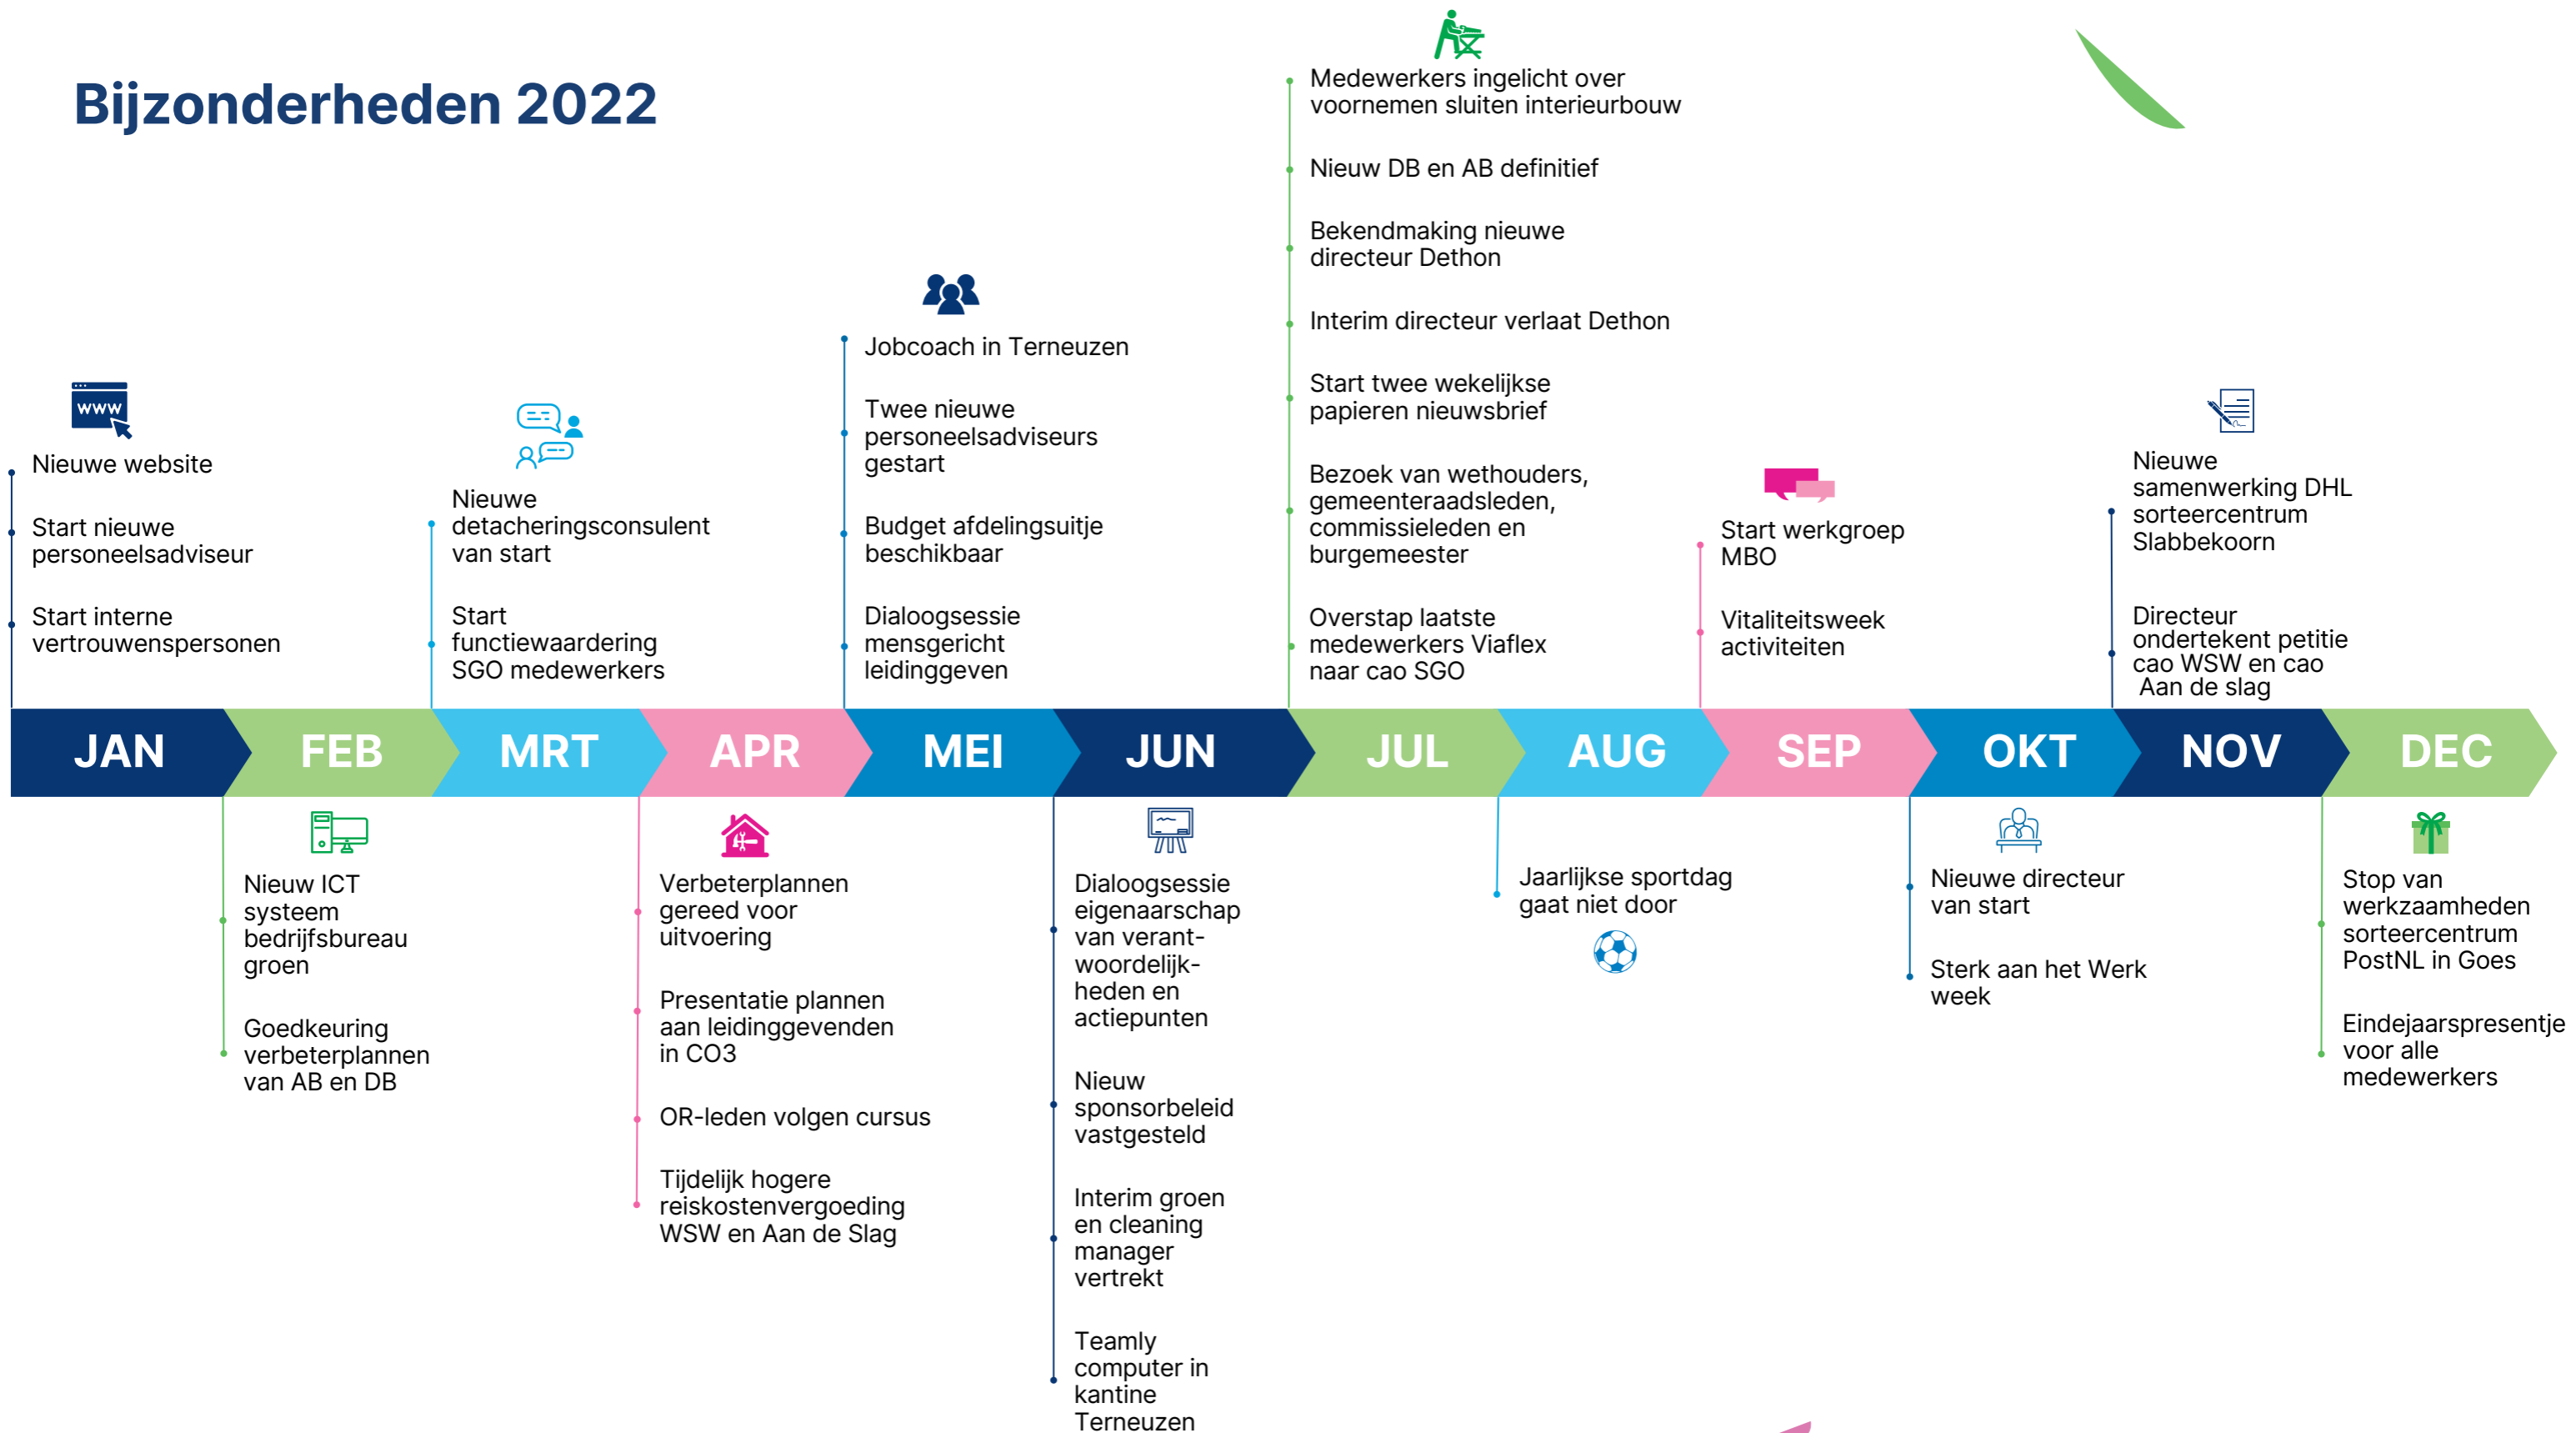 Bijzonderheden 2022
WWW
Nieuwe website
Start nieuwe
personeelsadviseur
Start interne
vertrouwenspersonen
Nieuwe
detacheringsconsulent
van start
Start
functiewaardering
SGO medewerkers
Jobcoach in Terneuzen
Twee nieuwe
personeelsadviseurs
gestart
Budget afdelingsuitje
beschikbaar
Dialoogsessie
mensgericht
leidinggeven
Medewerkers ingelicht over
voornemen sluiten interieurbouw
Nieuw DB en AB definitief
Bekendmaking nieuwe
directeur Dethon
Interim directeur verlaat Dethon
Start twee wekelijkse
papieren nieuwsbrief
Bezoek van wethouders,
gemeenteraadsleden,
commissieleden en
burgemeester
Overstap laatste
medewerkers Viaflex
naar cao SGO
Start werkgroep
MBO
Vitaliteitsweek
activiteiten
Nieuwe
samenwerking DHL
sorteercentrum
Slabbekoorn
Directeur
ondertekent petitie
cao WSW en cao
Aan de slag
JAN
FEB
MRT
APR
MEI
JUN
JUL
AUG
SEP
OKT
NOV
DEC
Nieuw ICT
systeem
bedrijfsbureau
groen
Goedkeuring
verbeterplannen
van AB en DB
Verbeterplannen
gereed voor
uitvoering
Presentatie plannen
aan leidinggevenden
in CO3
OR-leden volgen cursus
Tijdelijk hogere
reiskostenvergoeding
WSW en Aan de Slag
Dialoogsessie
eigenaarschap
van verant-
woordelijk-
heden en
actiepunten
Nieuw
sponsorbeleid
vastgesteld
Interim groen
en cleaning
manager
vertrekt
Teamly
computer in
kantine
Terneuzen
Jaarlijkse sportdag
gaat niet door
Nieuwe directeur
van start
Sterk aan het Werk
week
Stop van
werkzaamheden
sorteercentrum
PostNL in Goes
Eindejaarspresentje
voor alle
medewerkers